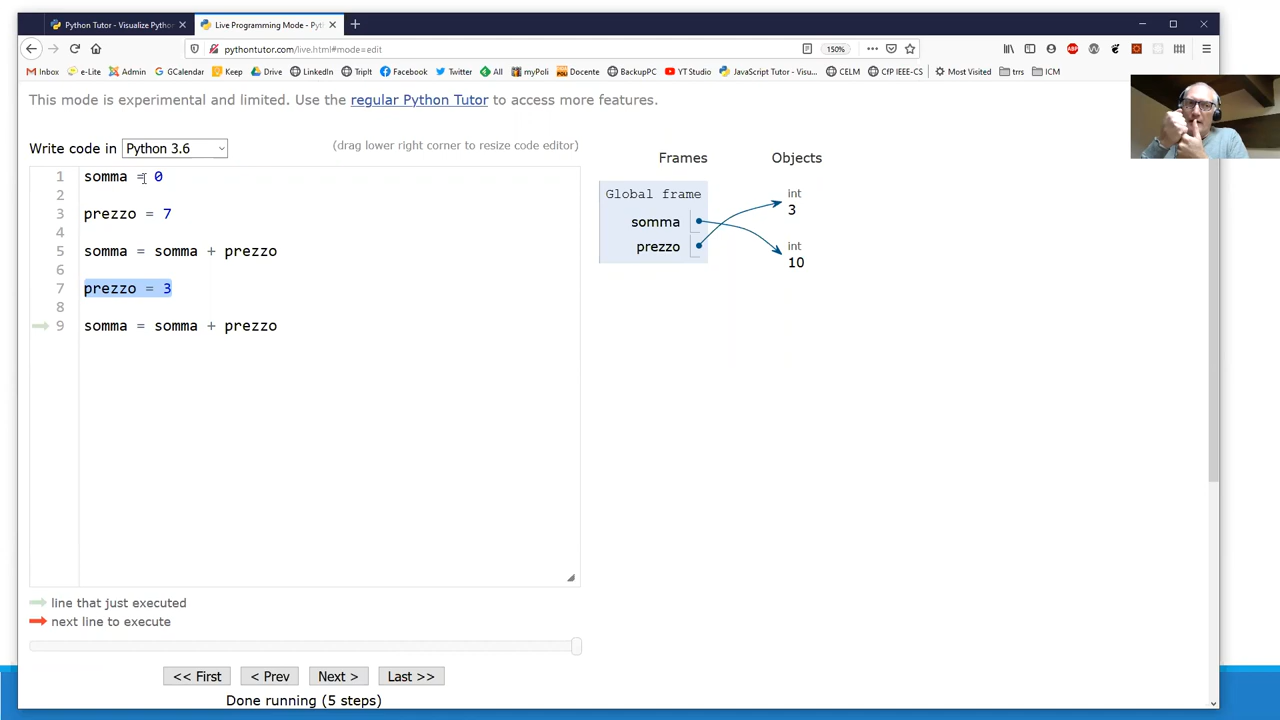 Python Tutor - Visualize Python
Live Programming Mode - Pyt
pythontutor.com/live.html#mode=edit
150%
Inbox e-Lite Admin GCalendar Keep Drive LinkedIn TripIt Facebook Twitter All myPoli Docente BackupPC YT Studio JavaScript Tutor - Visu... CELM CfP IEEE-CS Most Visited trrs ICM
This mode is experimental and limited. Use the regular Python Tutor to access more features.
Write code in Python 3.6
(drag lower right corner to resize code editor)
1 somma = 0
2
3 prezzo = 7
4
5 somma = somma + prezzo
6
7 prezzo = 3
8
9 somma = somma + prezzo
Frames Objects
Global frame
somma
prezzo
int
3
int
10
line that just executed
next line to execute
<< First < Prev Next > Last >>
Done running (5 steps)